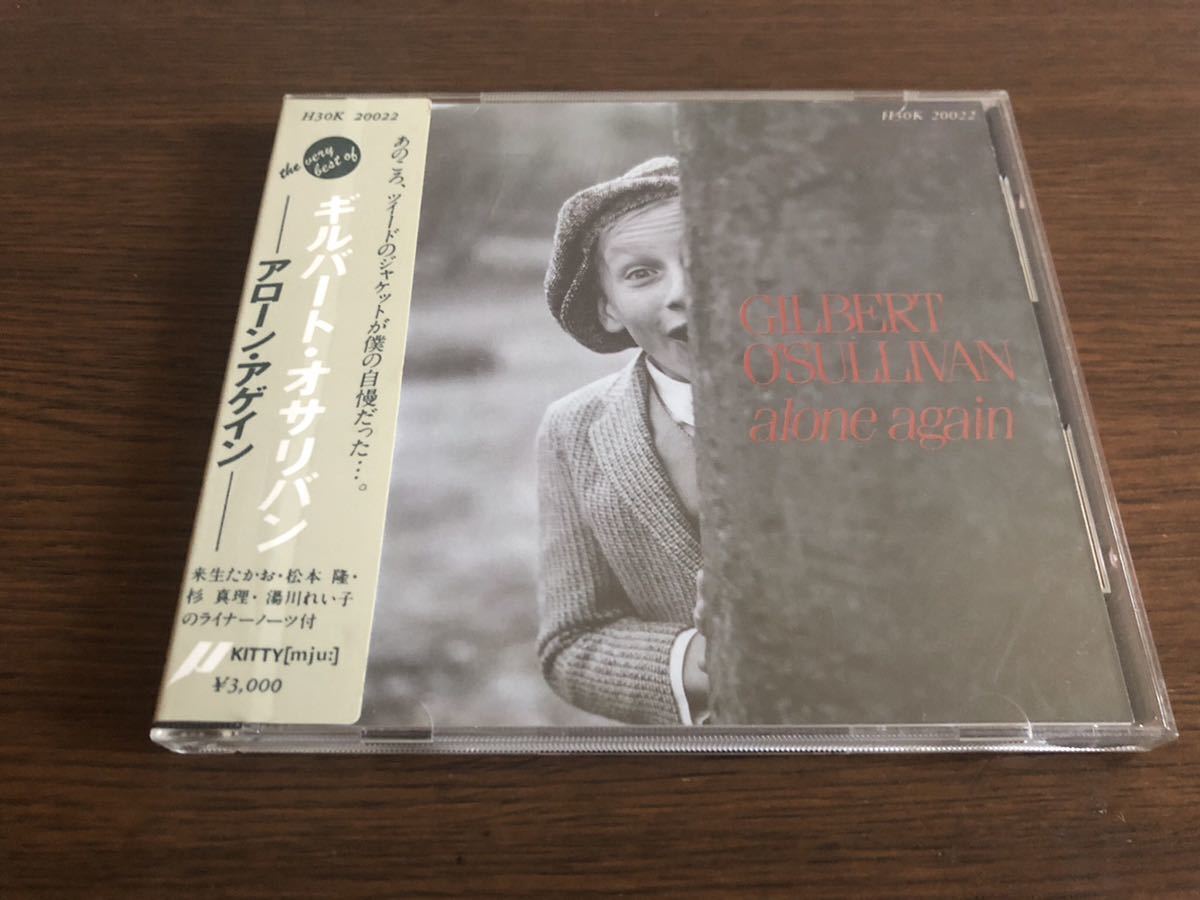 H30K 20022
the very best of
あのころ、ツイードのジャケットが僕の自慢だった…。
ギルバート・オサリバン
アローン・アゲイン
来生たかお・松本 隆・
杉 真理・湯川れい子
のライナーノーツ付
KITTY[mju:]
¥3,000
H30K 20022
GILBERT
O'SULLIVAN
alone again